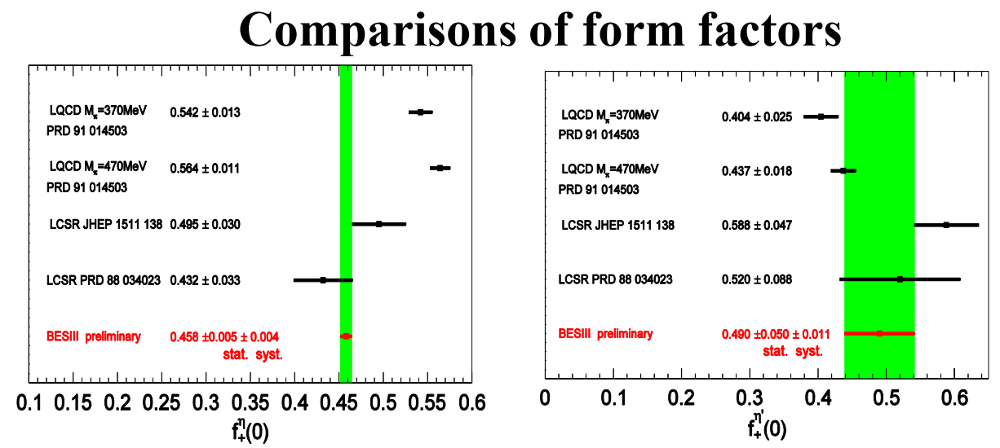 Comparisons of form factors
LQCD Mπ=370MeV 0.542 ± 0.013
PRD 91 014503
LQCD Mπ=470MeV 0.564 ± 0.011
PRD 91 014503
LCSR JHEP 1511 138 0.495 ± 0.030
LCSR PRD 88 034023 0.432 ± 0.033
BESIII preliminary 0.458 ±0.005 ± 0.004
stat. syst.
0.1 0.15 0.2 0.25 0.3 0.35 0.4 0.45 0.5 0.55 0.6
f₊^η(0)
LQCD Mπ=370MeV 0.404 ± 0.025
PRD 91 014503
LQCD Mπ=470MeV 0.437 ± 0.018
PRD 91 014503
LCSR JHEP 1511 138 0.588 ± 0.047
LCSR PRD 88 034023 0.520 ± 0.088
BESIII preliminary 0.490 ±0.050 ± 0.011
stat. syst.
0 0.1 0.2 0.3 0.4 0.5 0.6
f₊^η'(0)